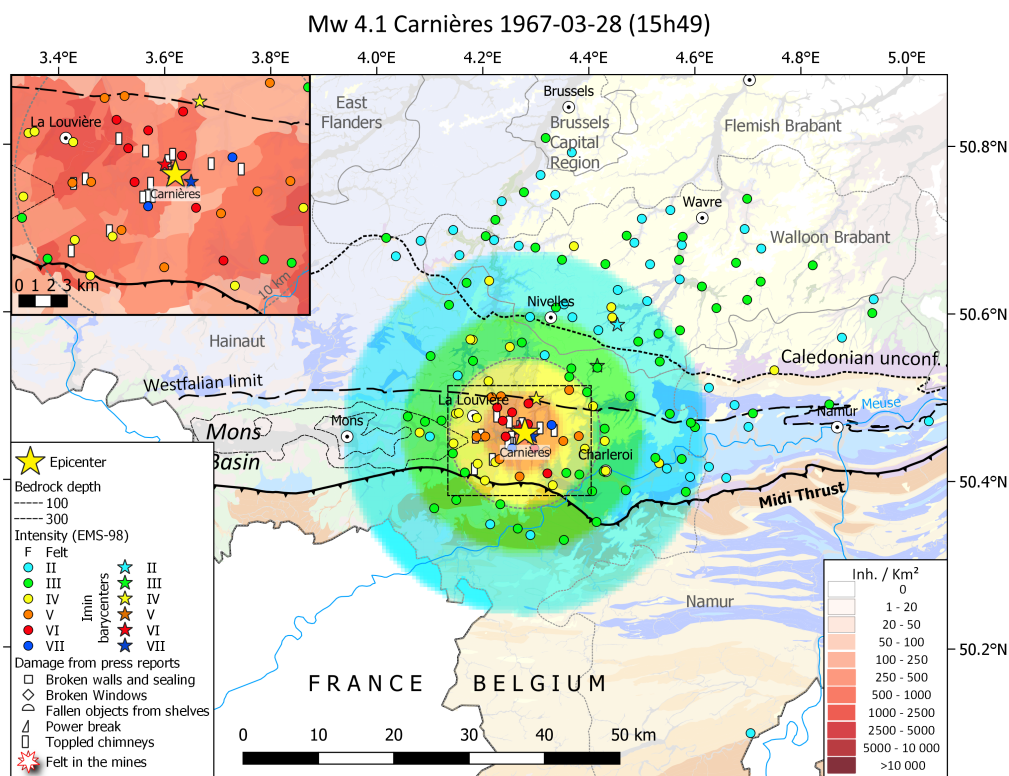 Mw 4.1 Carnières 1967-03-28 (15h49)
3.4°E 3.6°E 3.8°E 4.0°E 4.2°E 4.4°E 4.6°E 4.8°E 5.0°E
Brussels
East
Flanders
Brussels
Capital
Region
Flemish Brabant
La Louvière
50.8°N
Carnières
Wavre
Walloon Brabant
10 km
0 1 2 3 km
Nivelles
50.6°N
Hainaut
Caledonian unconf.
Westfalian limit
La Louvière
Meuse
Namur
Mons
Mons
Basin
Carnières
Charleroi
50.4°N
Midi Thrust
Epicenter
Bedrock depth
100
300
Intensity (EMS-98)
F Felt
II II
III III
IV IV
V V
VI VI
VII VII
Imin
barycenters
Damage from press reports
Broken walls and sealing
Broken Windows
Fallen objects from shelves
Power break
Toppled chimneys
Felt in the mines
Namur
50.2°N
FRANCE BELGIUM
0 10 20 30 40 50 km
Inh. / Km²
0
1 - 20
20 - 50
50 - 100
100 - 250
250 - 500
500 - 1000
1000 - 2500
2500 - 5000
5000 - 10 000
>10 000